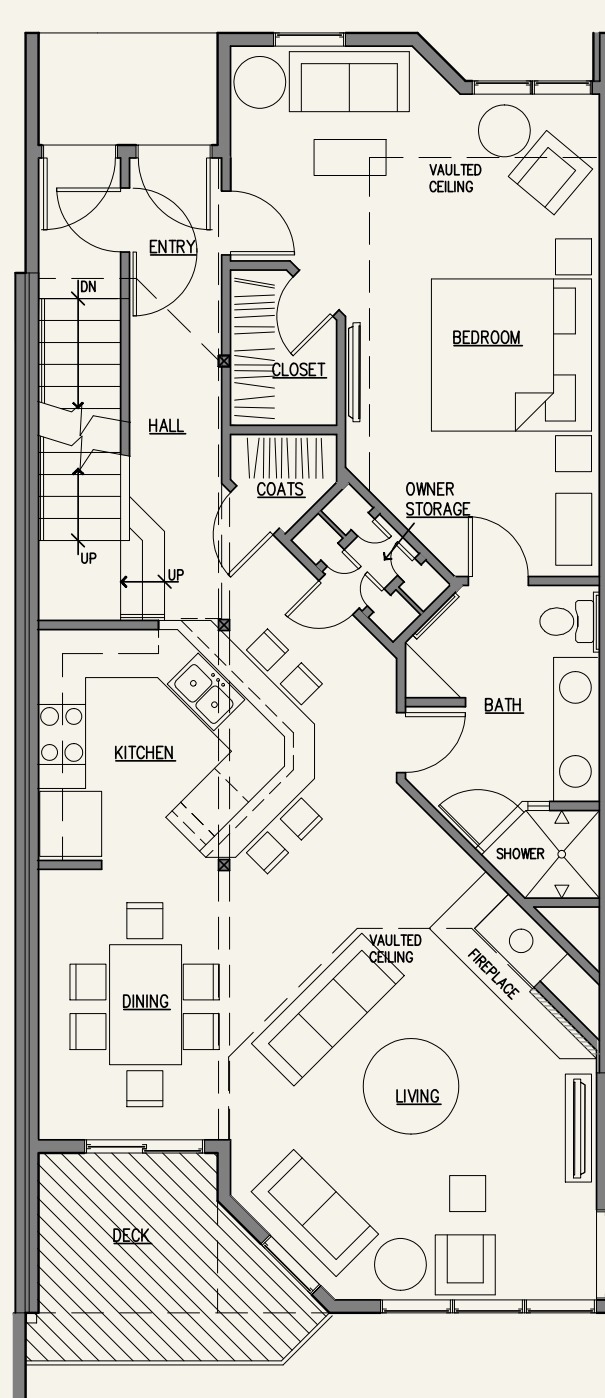 VAULTED
CEILING
ENTRY
DN
BEDROOM
CLOSET
HALL
COATS
OWNER
STORAGE
UP
UP
BATH
KITCHEN
SHOWER
VAULTED
CEILING
FIREPLACE
DINING
LIVING
DECK